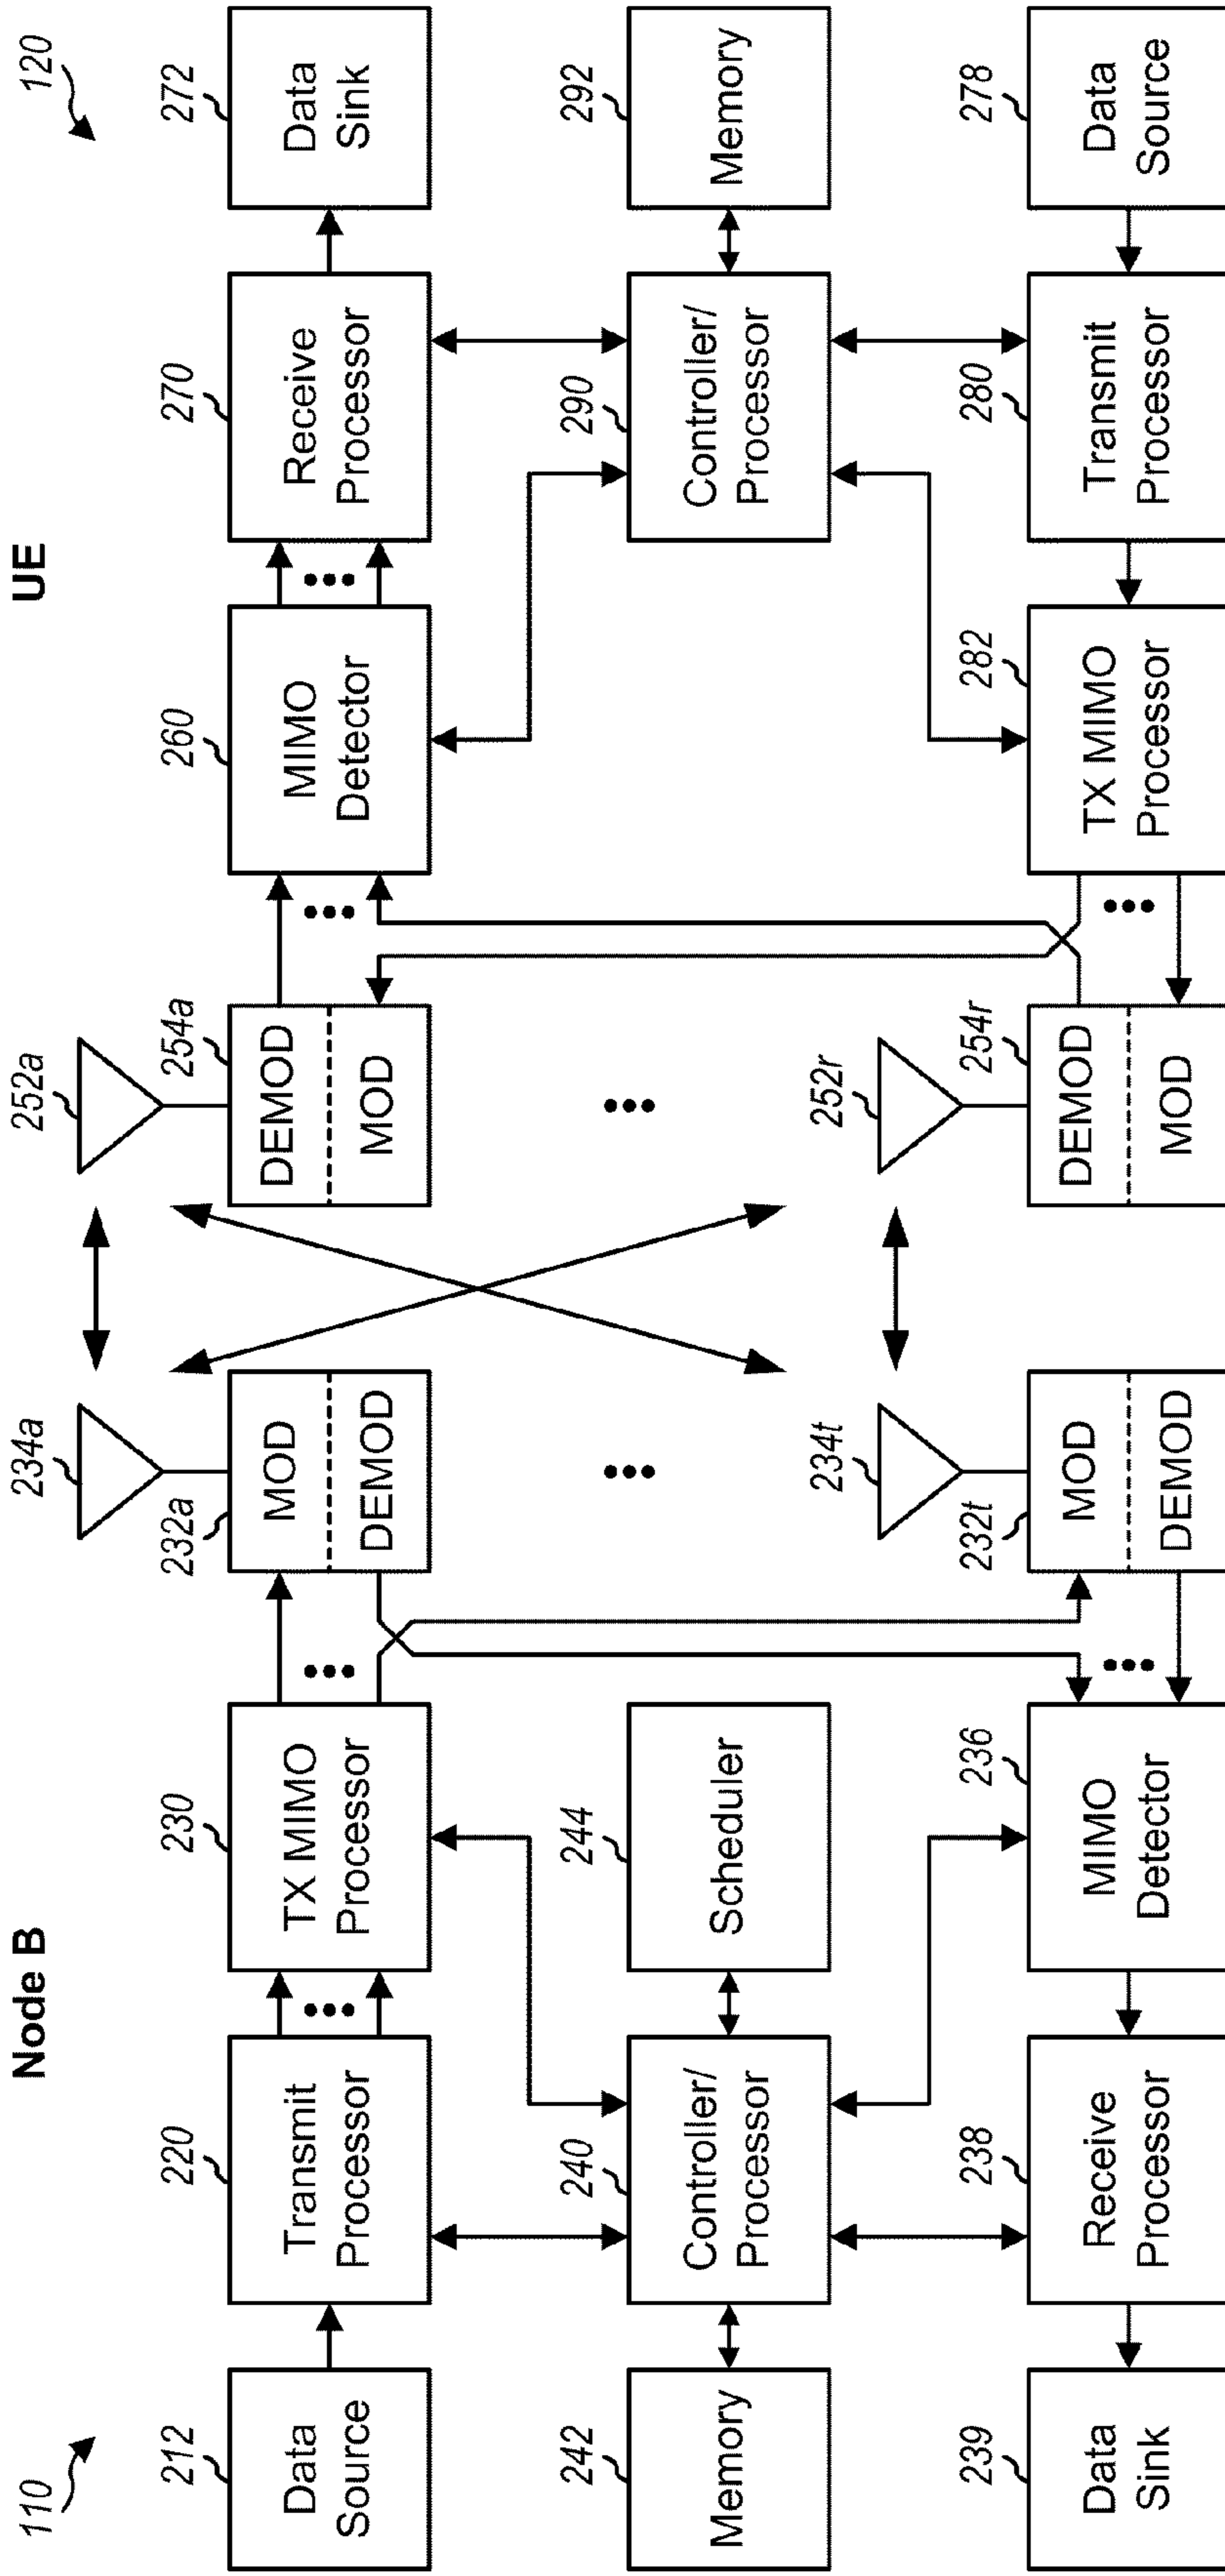 Node B
UE
110
120
234a
252a
212
220
230
232a
254a
260
270
272
Data
Source
Transmit
Processor
TX MIMO
Processor
MOD
DEMOD
DEMOD
MOD
MIMO
Detector
Receive
Processor
Data
Sink
242
240
244
290
292
Memory
Controller/
Processor
Scheduler
Controller/
Processor
Memory
234t
252r
239
238
236
232t
254r
282
280
278
Data
Sink
Receive
Processor
MIMO
Detector
MOD
DEMOD
DEMOD
MOD
TX MIMO
Processor
Transmit
Processor
Data
Source